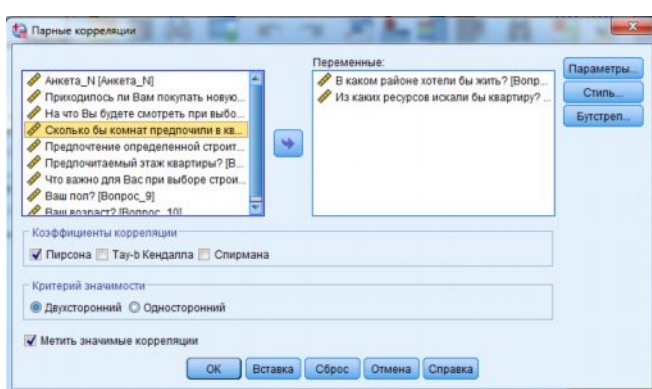 Парные корреляции
Анкета_N [Анкета_N]
Приходилось ли Вам покупать новую...
На что Вы будете смотреть при выбо...
Сколько бы комнат предпочили в кв...
Предпочтение определенной строит...
Предпочитаемый этаж квартиры? [В...
Что важно для Вас при выборе строи...
Ваш пол? [Вопрос_9]
Ваш возраст? [Вопрос_10]
Переменные:
В каком районе хотели бы жить? [Вопр...
Из каких ресурсов искали бы квартиру? ...
Параметры...
Стиль...
Бутстреп...
Коэффициенты корреляции
Пирсона Тау-b Кендалла Спирмана
Критерий значимости
Двухсторонний Односторонний
Метить значимые корреляции
ОК Вставка Сброс Отмена Справка